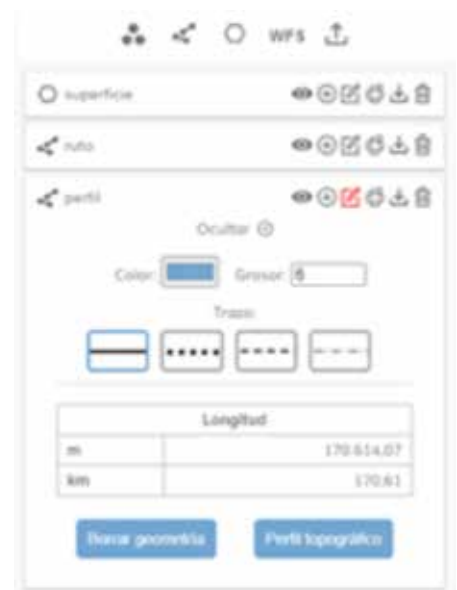 WFS
superficie
ruta
perfil
Ocultar
Color: Grosor: 6
Trazo:
Longitud
m 170.614,07
km 170,61
Borrar geometría Perfil topográfico